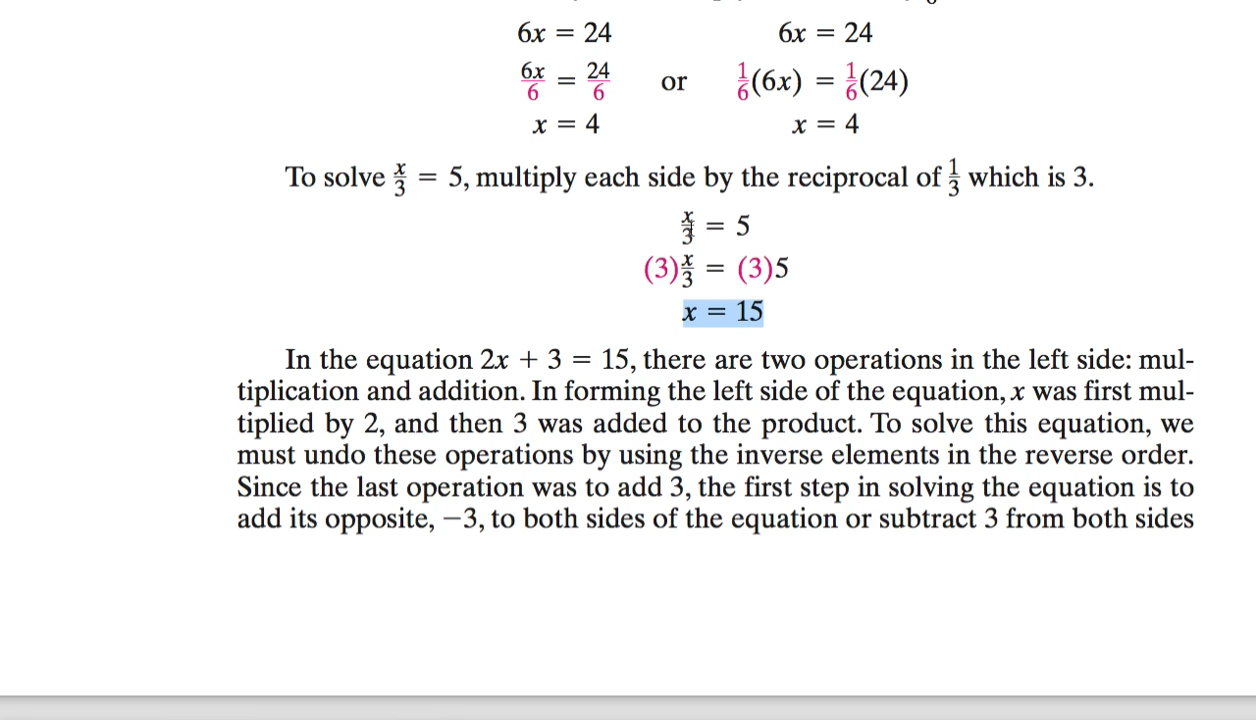 6x = 24 6x = 24
6x/6 = 24/6 or 1/6(6x) = 1/6(24)
x = 4 x = 4
To solve x/3 = 5, multiply each side by the reciprocal of 1/3 which is 3.
x/3 = 5
(3)x/3 = (3)5
x = 15
In the equation 2x + 3 = 15, there are two operations in the left side: mul-
tiplication and addition. In forming the left side of the equation, x was first mul-
tiplied by 2, and then 3 was added to the product. To solve this equation, we
must undo these operations by using the inverse elements in the reverse order.
Since the last operation was to add 3, the first step in solving the equation is to
add its opposite, −3, to both sides of the equation or subtract 3 from both sides